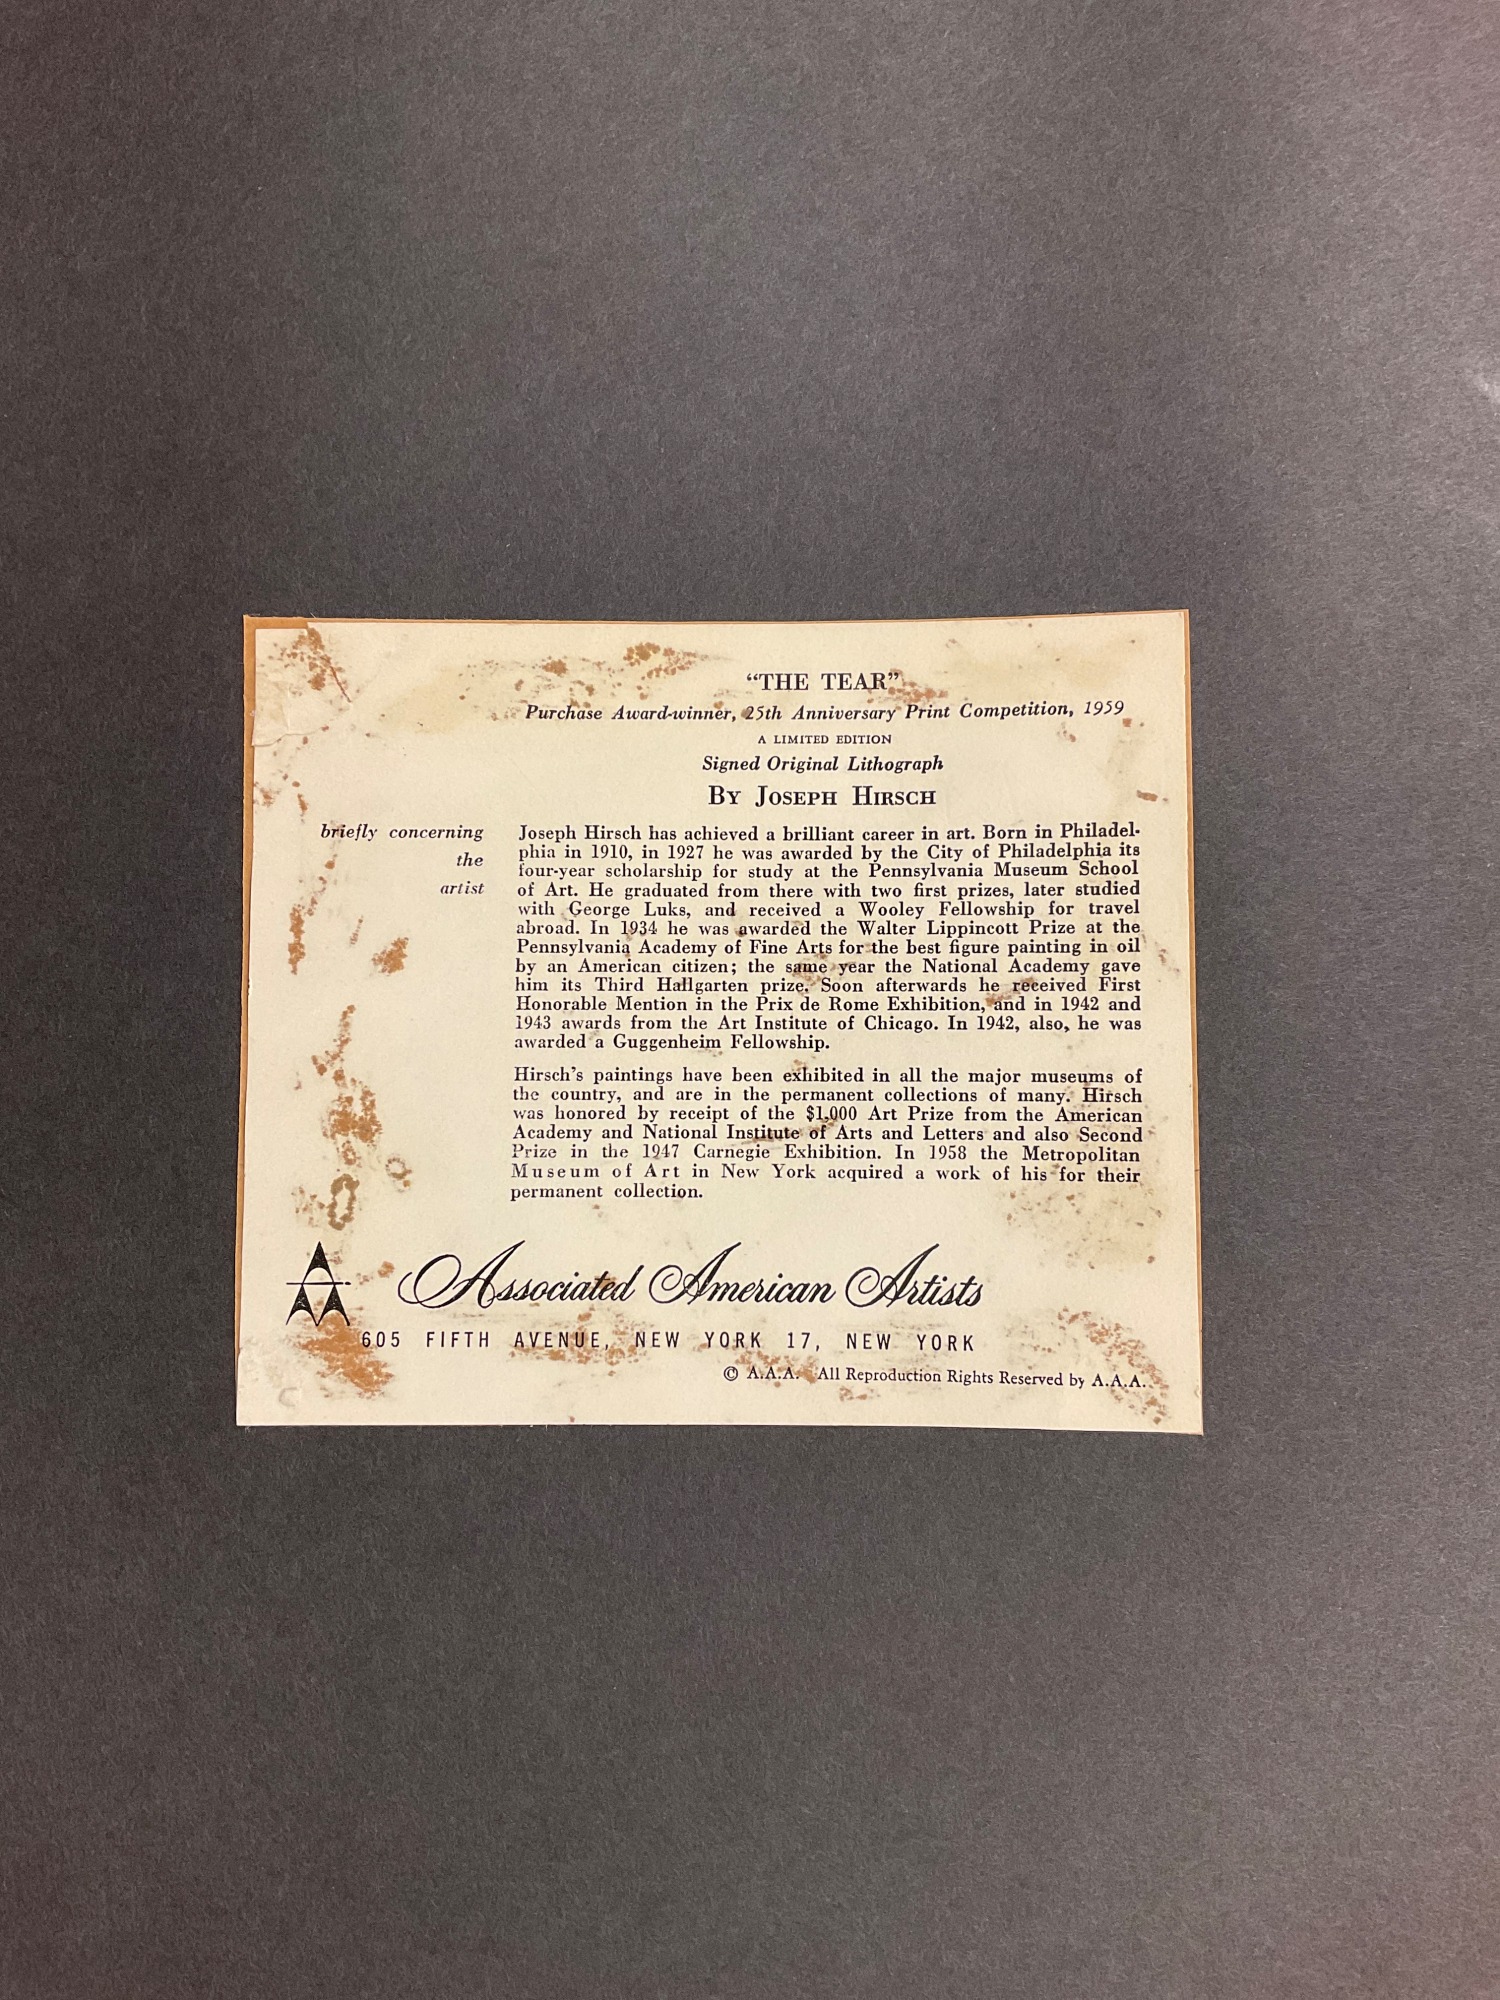 “THE TEAR”
Purchase Award-winner, 25th Anniversary Print Competition, 1959
A LIMITED EDITION
Signed Original Lithograph
By Joseph Hirsch
briefly concerning
the
artist
Joseph Hirsch has achieved a brilliant career in art. Born in Philadel-
phia in 1910, in 1927 he was awarded by the City of Philadelphia its
four-year scholarship for study at the Pennsylvania Museum School
of Art. He graduated from there with two first prizes, later studied
with George Luks, and received a Wooley Fellowship for travel
abroad. In 1934 he was awarded the Walter Lippincott Prize at the
Pennsylvania Academy of Fine Arts for the best figure painting in oil
by an American citizen; the same year the National Academy gave
him its Third Hallgarten prize. Soon afterwards he received First
Honorable Mention in the Prix de Rome Exhibition, and in 1942 and
1943 awards from the Art Institute of Chicago. In 1942, also, he was
awarded a Guggenheim Fellowship.
Hirsch’s paintings have been exhibited in all the major museums of
the country, and are in the permanent collections of many. Hirsch
was honored by receipt of the $1,000 Art Prize from the American
Academy and National Institute of Arts and Letters and also Second
Prize in the 1947 Carnegie Exhibition. In 1958 the Metropolitan
Museum of Art in New York acquired a work of his for their
permanent collection.
Associated American Artists
605 FIFTH AVENUE, NEW YORK 17, NEW YORK
© A.A.A. All Reproduction Rights Reserved by A.A.A.